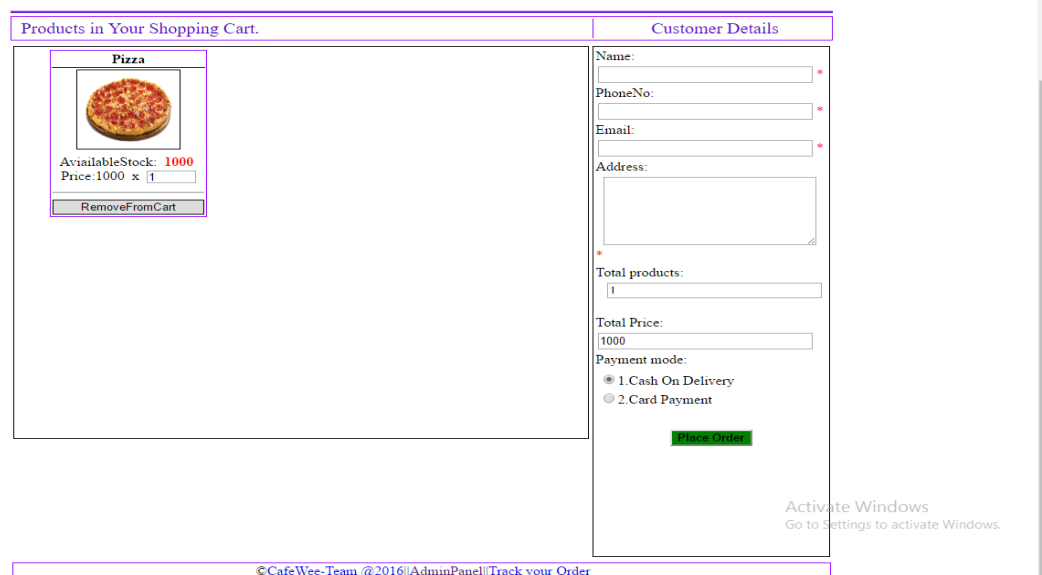 Products in Your Shopping Cart.
Customer Details
Pizza
AviailableStock: 1000
Price:1000 x 1
RemoveFromCart
Name:
*
PhoneNo:
*
Email:
*
Address:
*
Total products:
1
Total Price:
1000
Payment mode:
1.Cash On Delivery
2.Card Payment
Place Order
Activate Windows
Go to Settings to activate Windows.
©CafeWee-Team @2016||AdminPanel||Track your Order